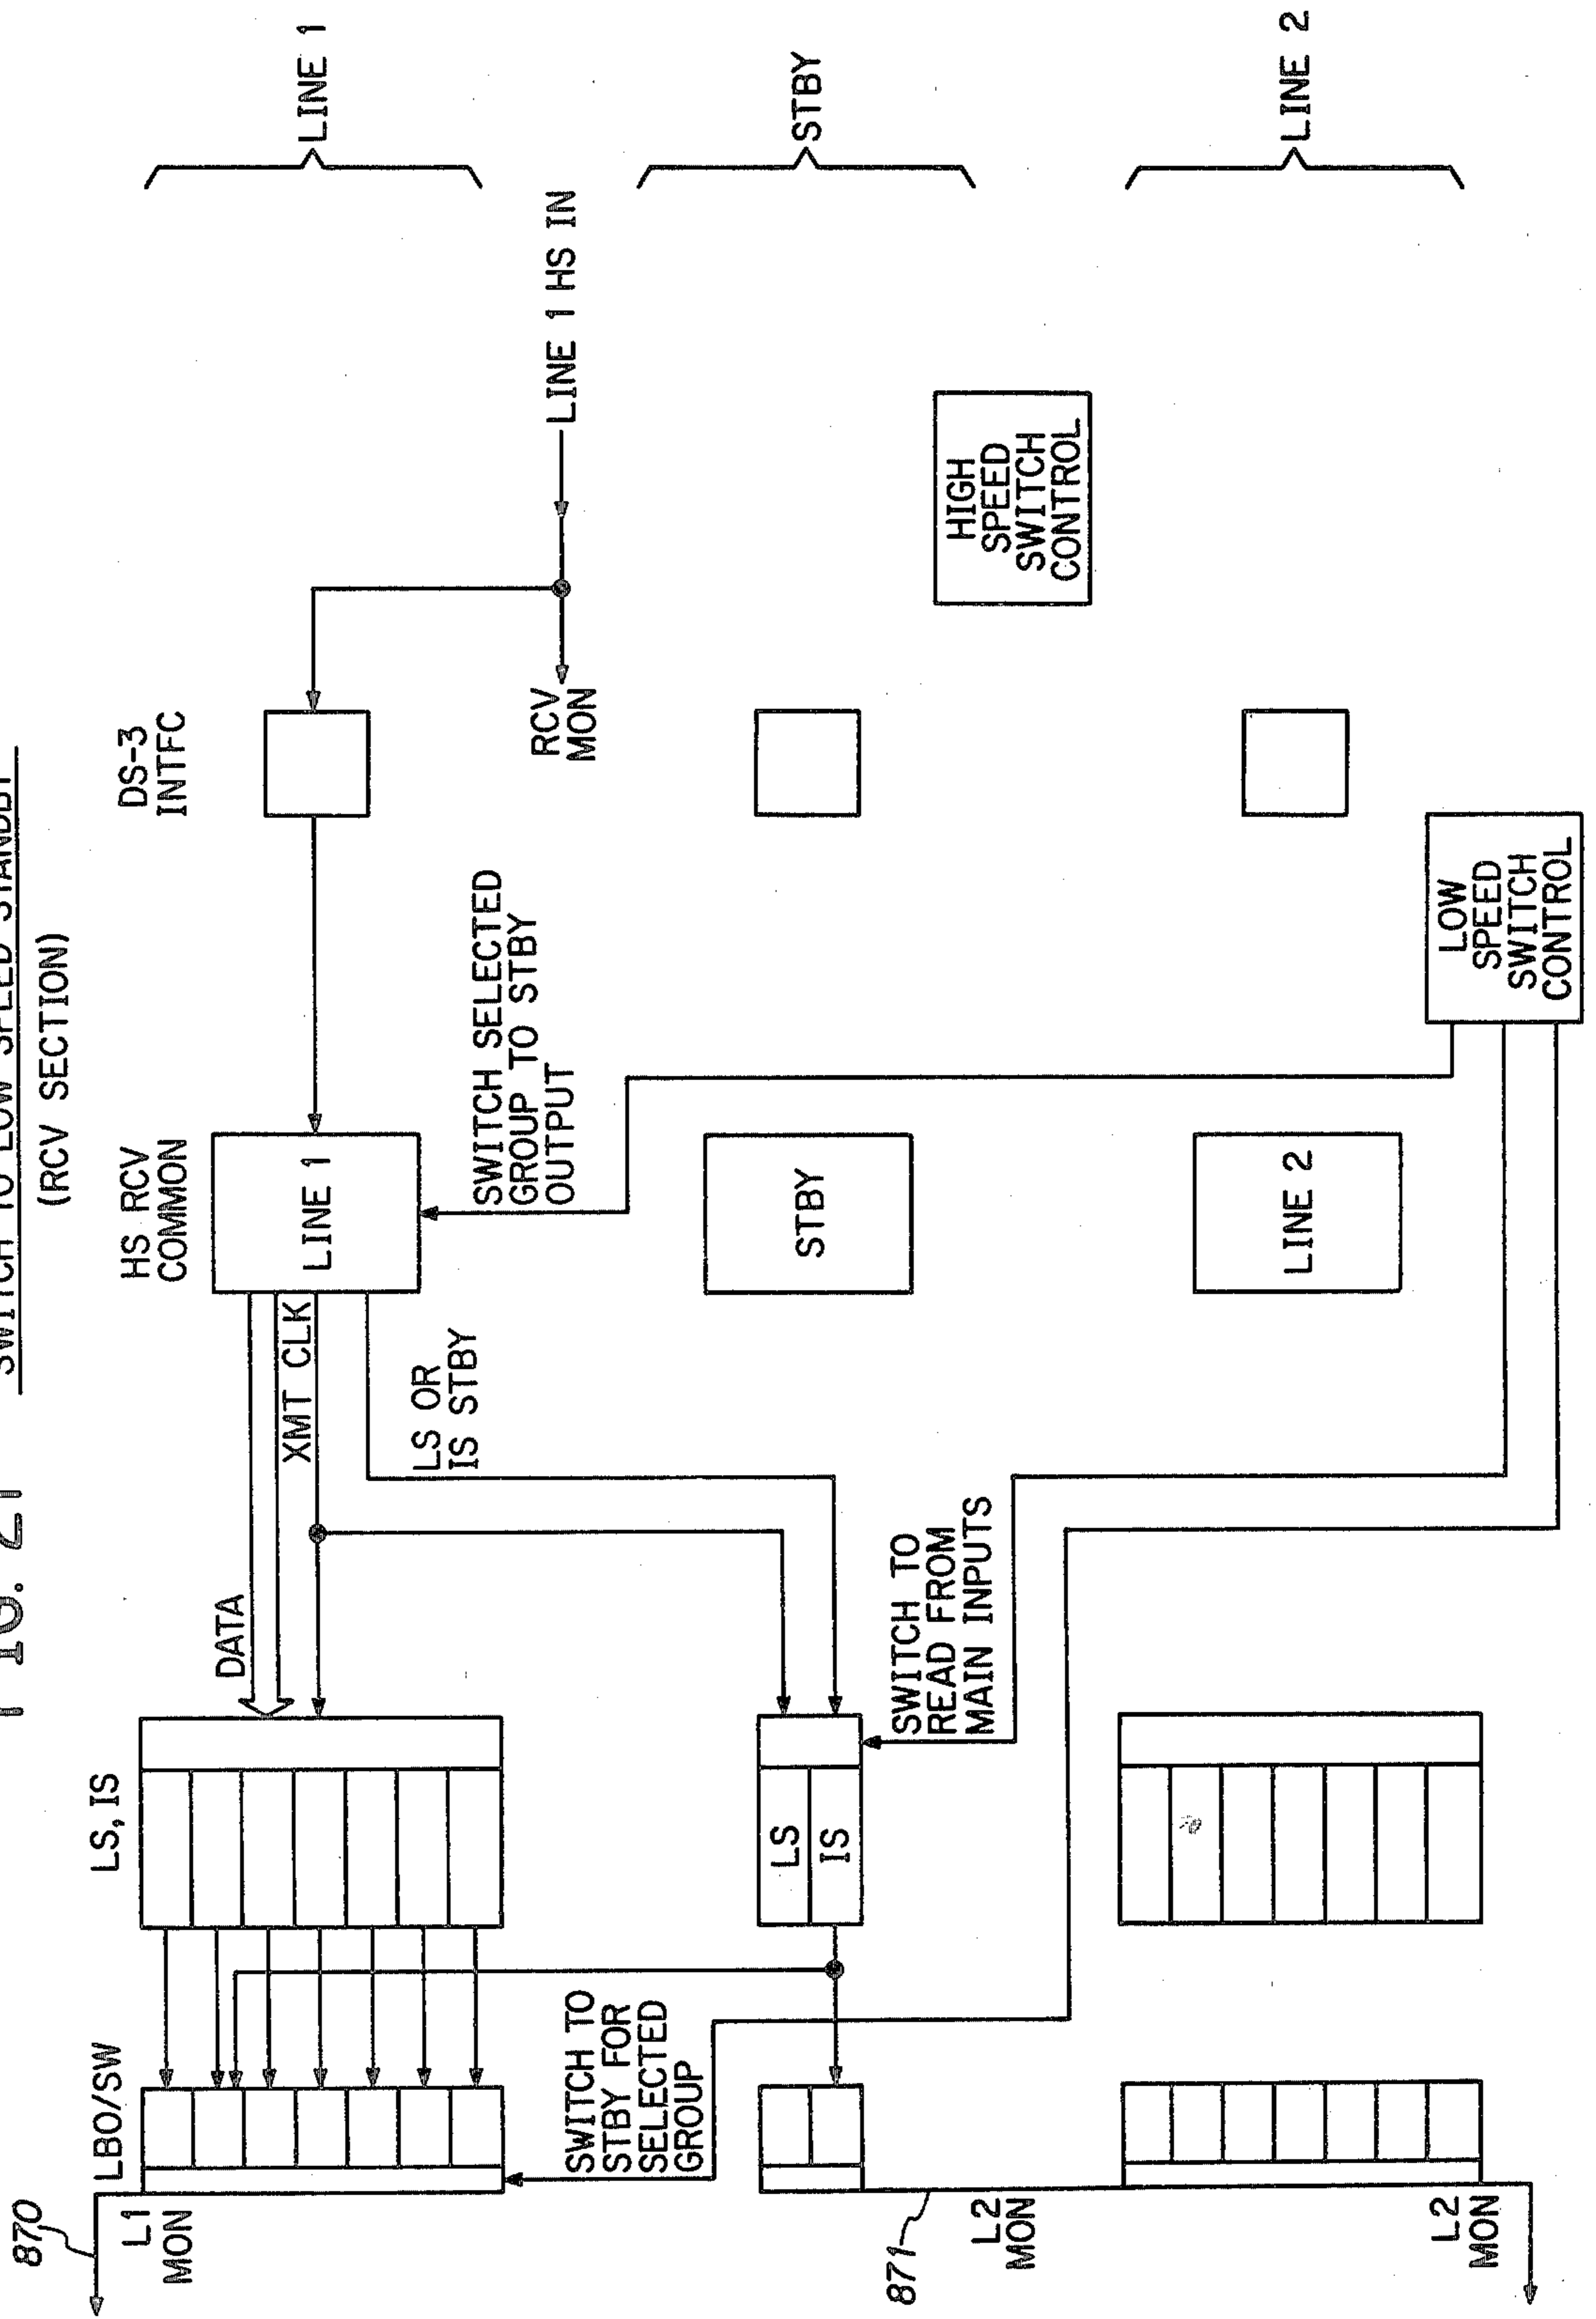 FIG. 21
SWITCH TO LOW SPEED STANDBY
(RCV SECTION)
870
L1
MON
LBO/SW
LS, IS
DATA
XMT CLK
HS RCV
COMMON
LINE 1
DS-3
INTFC
LINE 1
LS OR
IS STBY
SWITCH SELECTED
GROUP TO STBY
OUTPUT
RCV
MON
LINE 1 HS IN
SWITCH TO
STBY FOR
SELECTED
GROUP
LS
IS
STBY
STBY
SWITCH TO
READ FROM
MAIN INPUTS
HIGH
SPEED
SWITCH
CONTROL
871
L2
MON
LINE 2
LINE 2
L2
MON
LOW
SPEED
SWITCH
CONTROL